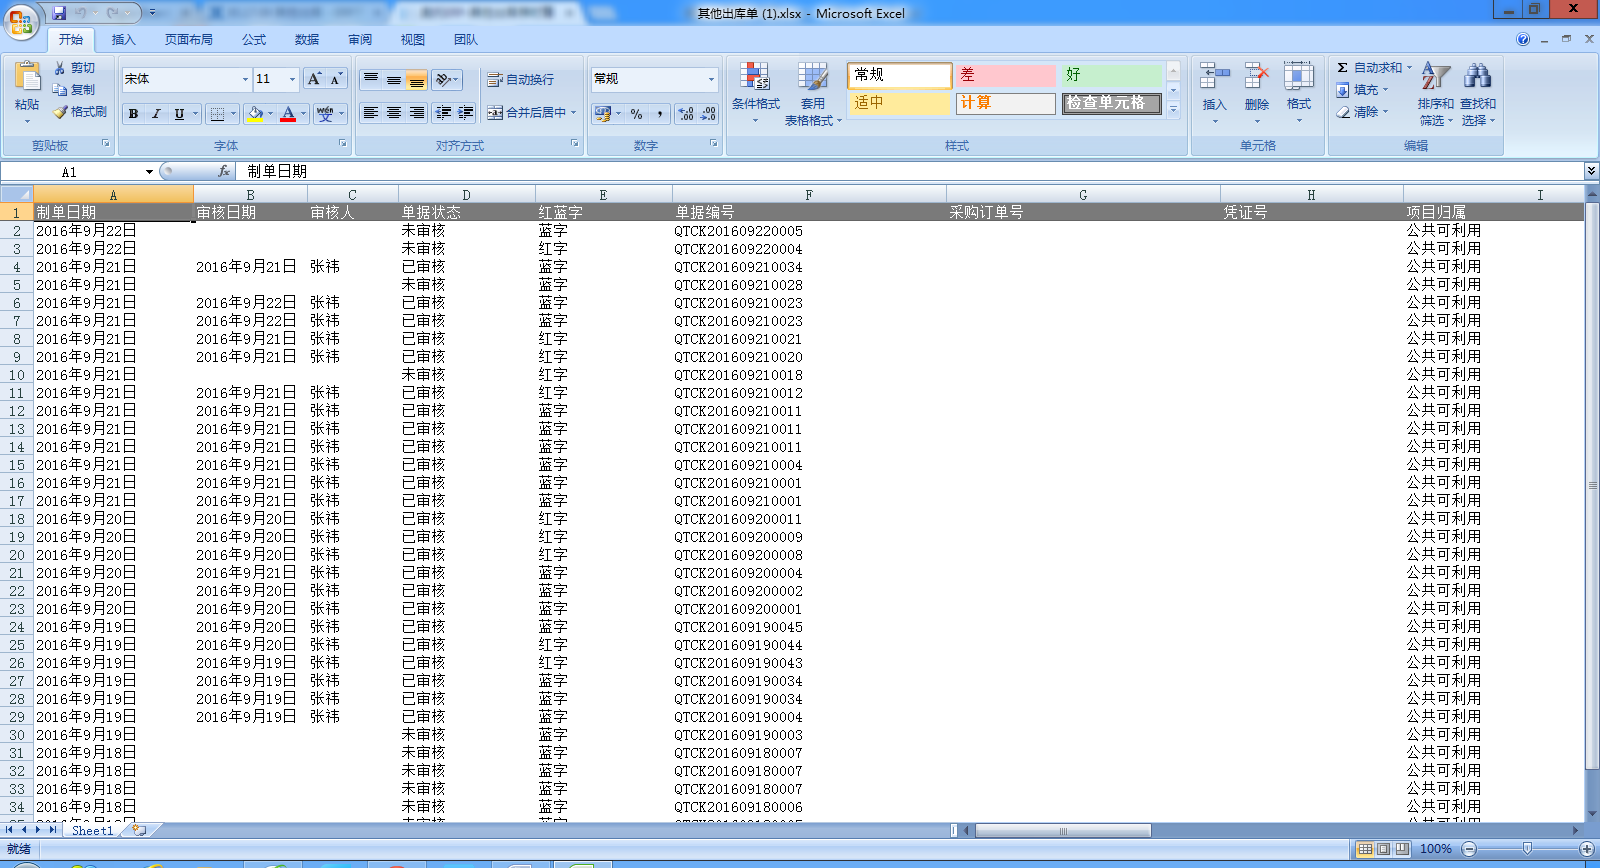 其他出库单 (1).xlsx - Microsoft Excel
开始 插入 页面布局 公式 数据 审阅 视图 团队
剪切 宋体 11 A A 自动换行 常规 常规 差 好 Σ 自动求和
粘贴 复制 条件格式 套用 表格格式 插入 删除 格式 填充 排序和 筛选 查找和 选择
格式刷 B I U A wén 变 合并后居中 % , 适中 计算 检查单元格 清除
剪贴板 字体 对齐方式 数字 样式 单元格 编辑
A1 fx 制单日期
A B C D E F G H I
1 制单日期 审核日期 审核人 单据状态 红蓝字 单据编号 采购订单号 凭证号 项目归属
2 2016年9月22日 未审核 蓝字 QTCK201609220005 公共可利用
3 2016年9月22日 未审核 红字 QTCK201609220004 公共可利用
4 2016年9月21日 2016年9月21日 张祎 已审核 蓝字 QTCK201609210034 公共可利用
5 2016年9月21日 未审核 蓝字 QTCK201609210028 公共可利用
6 2016年9月21日 2016年9月22日 张祎 已审核 蓝字 QTCK201609210023 公共可利用
7 2016年9月21日 2016年9月22日 张祎 已审核 蓝字 QTCK201609210023 公共可利用
8 2016年9月21日 2016年9月21日 张祎 已审核 红字 QTCK201609210021 公共可利用
9 2016年9月21日 2016年9月21日 张祎 已审核 红字 QTCK201609210020 公共可利用
10 2016年9月21日 未审核 红字 QTCK201609210018 公共可利用
11 2016年9月21日 2016年9月21日 张祎 已审核 红字 QTCK201609210012 公共可利用
12 2016年9月21日 2016年9月21日 张祎 已审核 蓝字 QTCK201609210011 公共可利用
13 2016年9月21日 2016年9月21日 张祎 已审核 蓝字 QTCK201609210011 公共可利用
14 2016年9月21日 2016年9月21日 张祎 已审核 蓝字 QTCK201609210011 公共可利用
15 2016年9月21日 2016年9月21日 张祎 已审核 蓝字 QTCK201609210004 公共可利用
16 2016年9月21日 2016年9月21日 张祎 已审核 蓝字 QTCK201609210001 公共可利用
17 2016年9月21日 2016年9月21日 张祎 已审核 蓝字 QTCK201609210001 公共可利用
18 2016年9月20日 2016年9月20日 张祎 已审核 红字 QTCK201609200011 公共可利用
19 2016年9月20日 2016年9月20日 张祎 已审核 红字 QTCK201609200009 公共可利用
20 2016年9月20日 2016年9月20日 张祎 已审核 红字 QTCK201609200008 公共可利用
21 2016年9月20日 2016年9月21日 张祎 已审核 蓝字 QTCK201609200004 公共可利用
22 2016年9月20日 2016年9月20日 张祎 已审核 蓝字 QTCK201609200002 公共可利用
23 2016年9月20日 2016年9月20日 张祎 已审核 蓝字 QTCK201609200001 公共可利用
24 2016年9月19日 2016年9月20日 张祎 已审核 蓝字 QTCK201609190045 公共可利用
25 2016年9月19日 2016年9月20日 张祎 已审核 红字 QTCK201609190044 公共可利用
26 2016年9月19日 2016年9月19日 张祎 已审核 红字 QTCK201609190043 公共可利用
27 2016年9月19日 2016年9月19日 张祎 已审核 蓝字 QTCK201609190034 公共可利用
28 2016年9月19日 2016年9月19日 张祎 已审核 蓝字 QTCK201609190034 公共可利用
29 2016年9月19日 2016年9月19日 张祎 已审核 蓝字 QTCK201609190004 公共可利用
30 2016年9月19日 未审核 蓝字 QTCK201609190003 公共可利用
31 2016年9月18日 未审核 蓝字 QTCK201609180007 公共可利用
32 2016年9月18日 未审核 蓝字 QTCK201609180007 公共可利用
33 2016年9月18日 未审核 蓝字 QTCK201609180007 公共可利用
34 2016年9月18日 未审核 蓝字 QTCK201609180006 公共可利用
Sheet1
就绪 100%